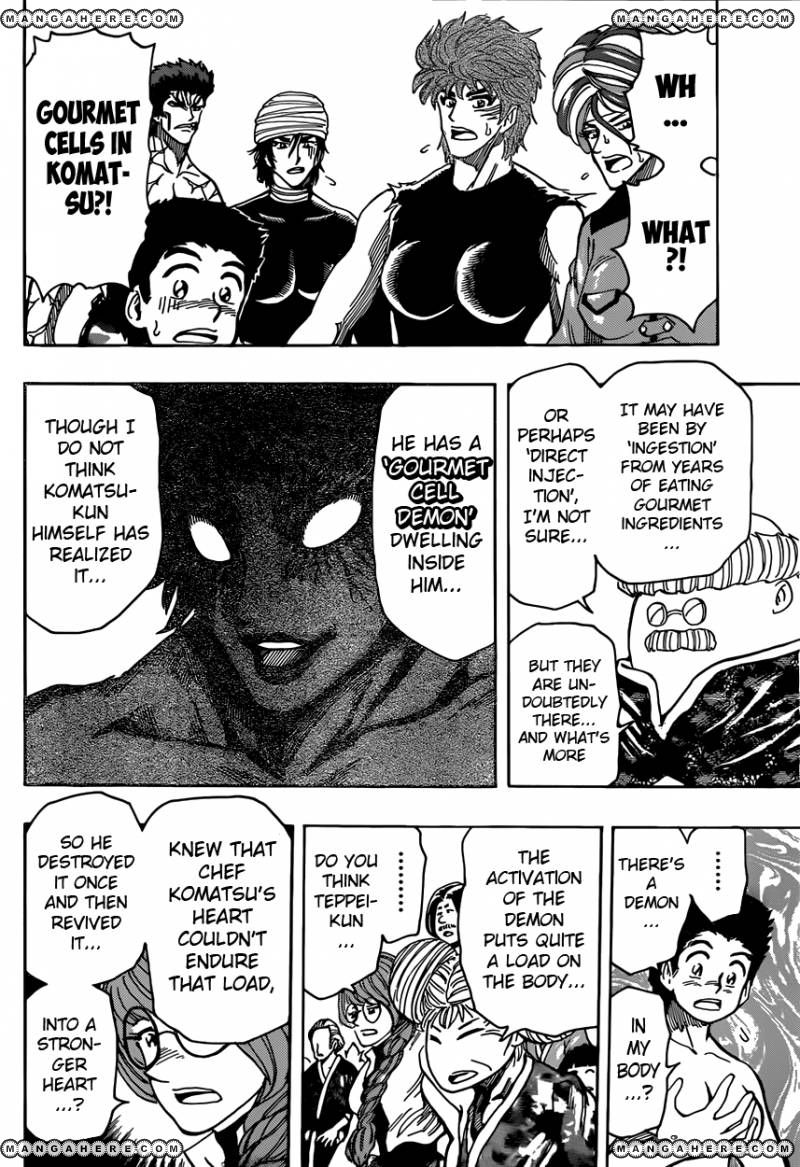 MANGAHERE.COM
MANGAHERE.COM
WH
...
WHAT
?!
GOURMET
CELLS IN
KOMAT-
SU?!
IT MAY HAVE
BEEN BY
'INGESTION'
FROM YEARS
OF EATING
GOURMET
INGREDIENTS
...
OR
PERHAPS
'DIRECT
INJEC-
TION',
I'M NOT
SURE...
BUT THEY
ARE UN-
DOUBTEDLY
THERE...
AND WHAT'S
MORE
HE HAS A
'GOURMET
CELL
DEMON'
DWELLING
INSIDE
HIM...
THOUGH I
DO NOT
THINK
KOMATSU-
KUN
HIMSELF HAS
REALIZED
IT...
......
THERE'S
A
DEMON
...
IN
MY
BODY
...?
THE
ACTIVATION
OF THE
DEMON
PUTS QUITE
A LOAD ON
THE BODY...
......
DO YOU
THINK
TEPPEI-
KUN
...
KNEW THAT
CHEF
KOMATSU'S
HEART
COULDN'T
ENDURE
THAT LOAD,
SO HE
DESTROYED
IT ONCE
AND THEN
REVIVED
IT...
INTO A
STRON-
GER
HEART
...?
MANGAHERE.COM
MANGAHERE.COM